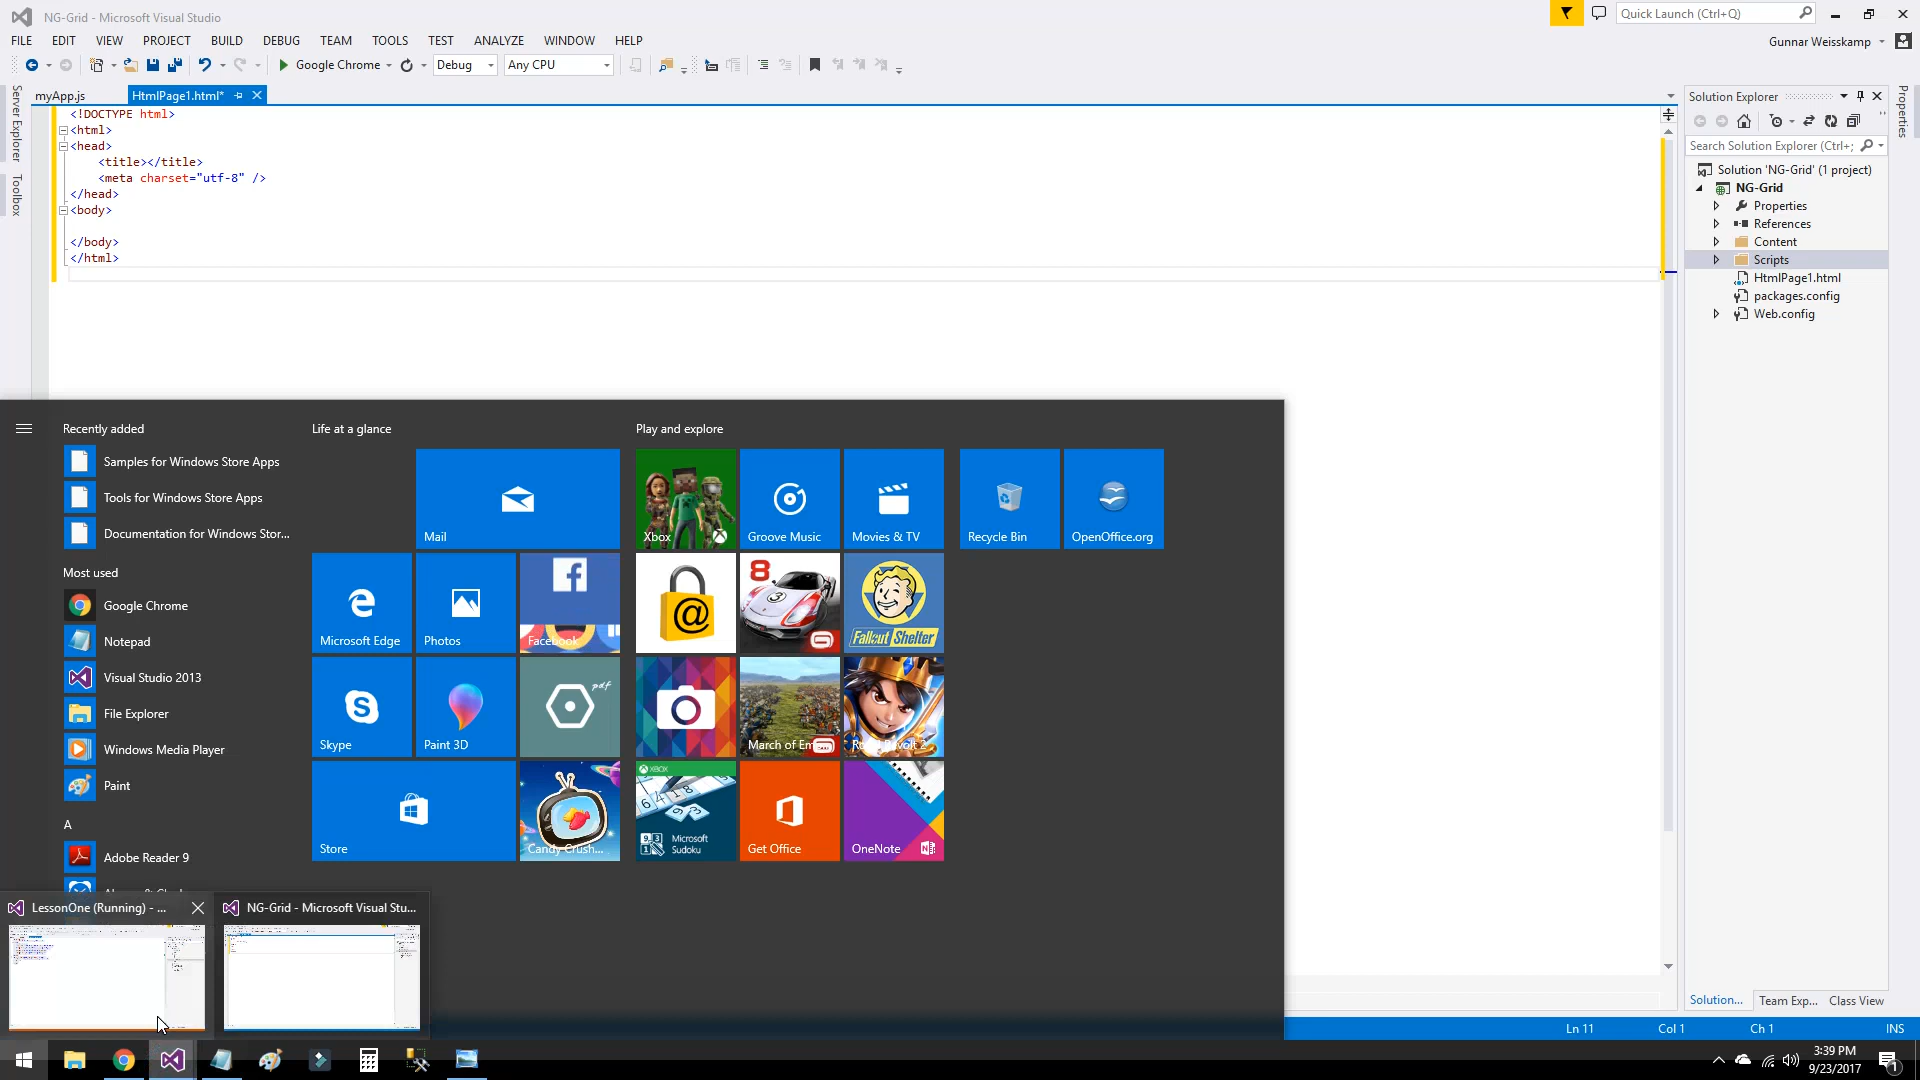 NG-Grid - Microsoft Visual Studio
Quick Launch (Ctrl+Q)
FILE EDIT VIEW PROJECT BUILD DEBUG TEAM TOOLS TEST ANALYZE WINDOW HELP
Gunnar Weisskamp
Google Chrome Debug Any CPU
Server Explorer
Toolbox
myApp.js HtmlPage1.html*
<!DOCTYPE html>
<html>
<head>
<title></title>
<meta charset="utf-8" />
</head>
<body>
</body>
</html>
Solution Explorer
Properties
Search Solution Explorer (Ctrl+;
Solution 'NG-Grid' (1 project)
NG-Grid
Properties
References
Content
Scripts
HtmlPage1.html
packages.config
Web.config
Recently added
Samples for Windows Store Apps
Tools for Windows Store Apps
Documentation for Windows Stor...
Most used
Google Chrome
Notepad
Visual Studio 2013
File Explorer
Windows Media Player
Paint
A
Adobe Reader 9
Life at a glance
Mail
Microsoft Edge
Photos
Facebook
Skype
Paint 3D
pdf
Store
Candy Crush...
Play and explore
Xbox
Groove Music
Movies & TV
8
3
Fallout Shelter
March of Em
XBOX
Microsoft
Sudoku
Get Office
OneNote
Recycle Bin
OpenOffice.org
LessonOne (Running) - ...
NG-Grid - Microsoft Visual Stu...
Solution... Team Exp... Class View
Ln 11 Col 1 Ch 1 INS
3:39 PM
9/23/2017
1